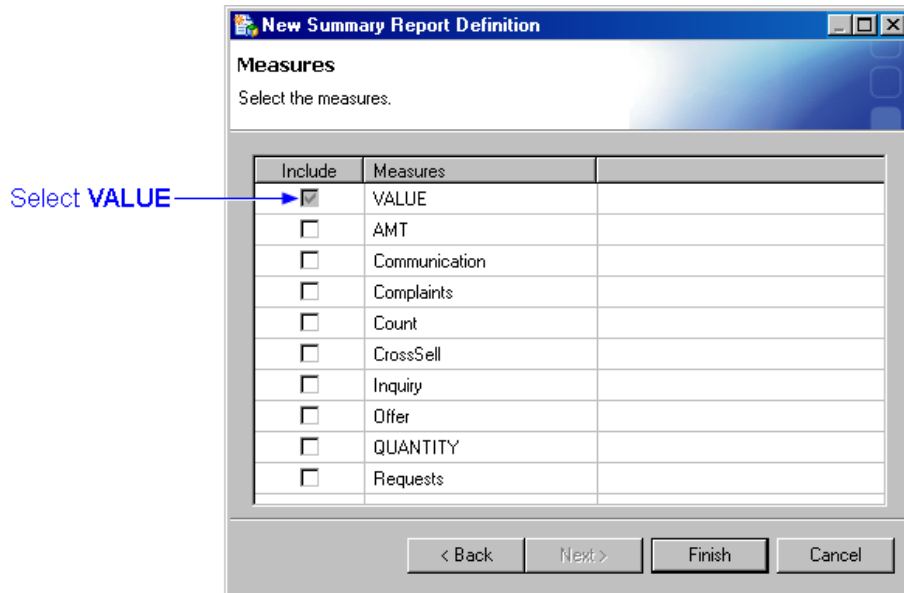 New Summary Report Definition
Measures
Select the measures.
Include Measures
Select VALUE
VALUE
AMT
Communication
Complaints
Count
CrossSell
Inquiry
Offer
QUANTITY
Requests
< Back Next > Finish Cancel